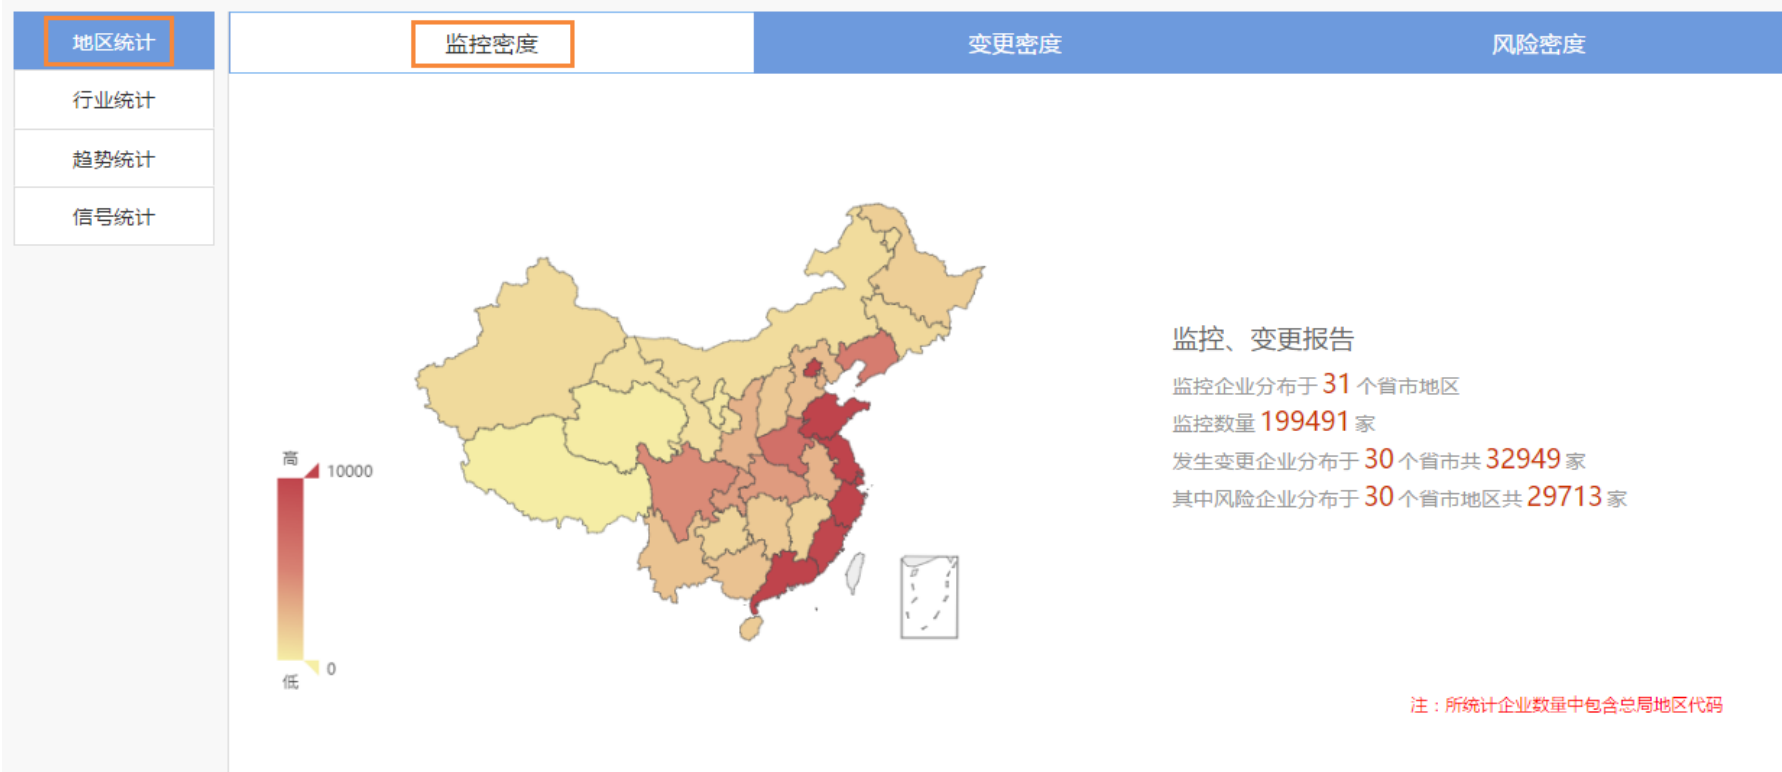 地区统计
行业统计
趋势统计
信号统计
监控密度
变更密度
风险密度
高
10000
0
低
监控、变更报告
监控企业分布于 31 个省市地区
监控数量 199491 家
发生变更企业分布于 30 个省市共 32949 家
其中风险企业分布于 30 个省市地区共 29713 家
注：所统计企业数量中包含总局地区代码